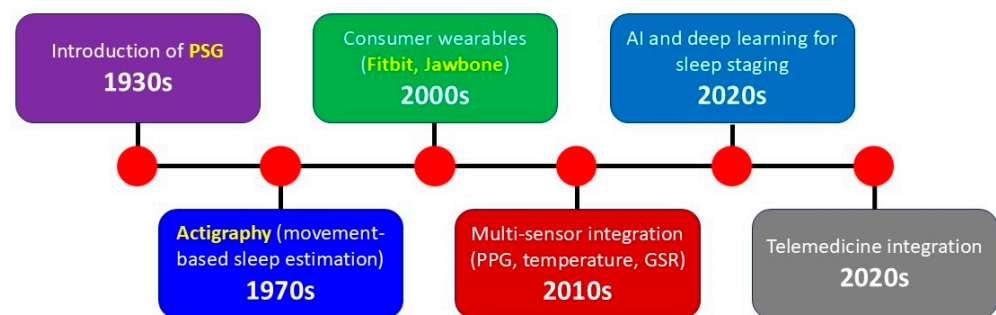 Introduction of PSG
1930s
Consumer wearables
(Fitbit, Jawbone)
2000s
AI and deep learning for
sleep staging
2020s
Actigraphy (movement-
based sleep estimation)
1970s
Multi-sensor integration
(PPG, temperature, GSR)
2010s
Telemedicine integration
2020s